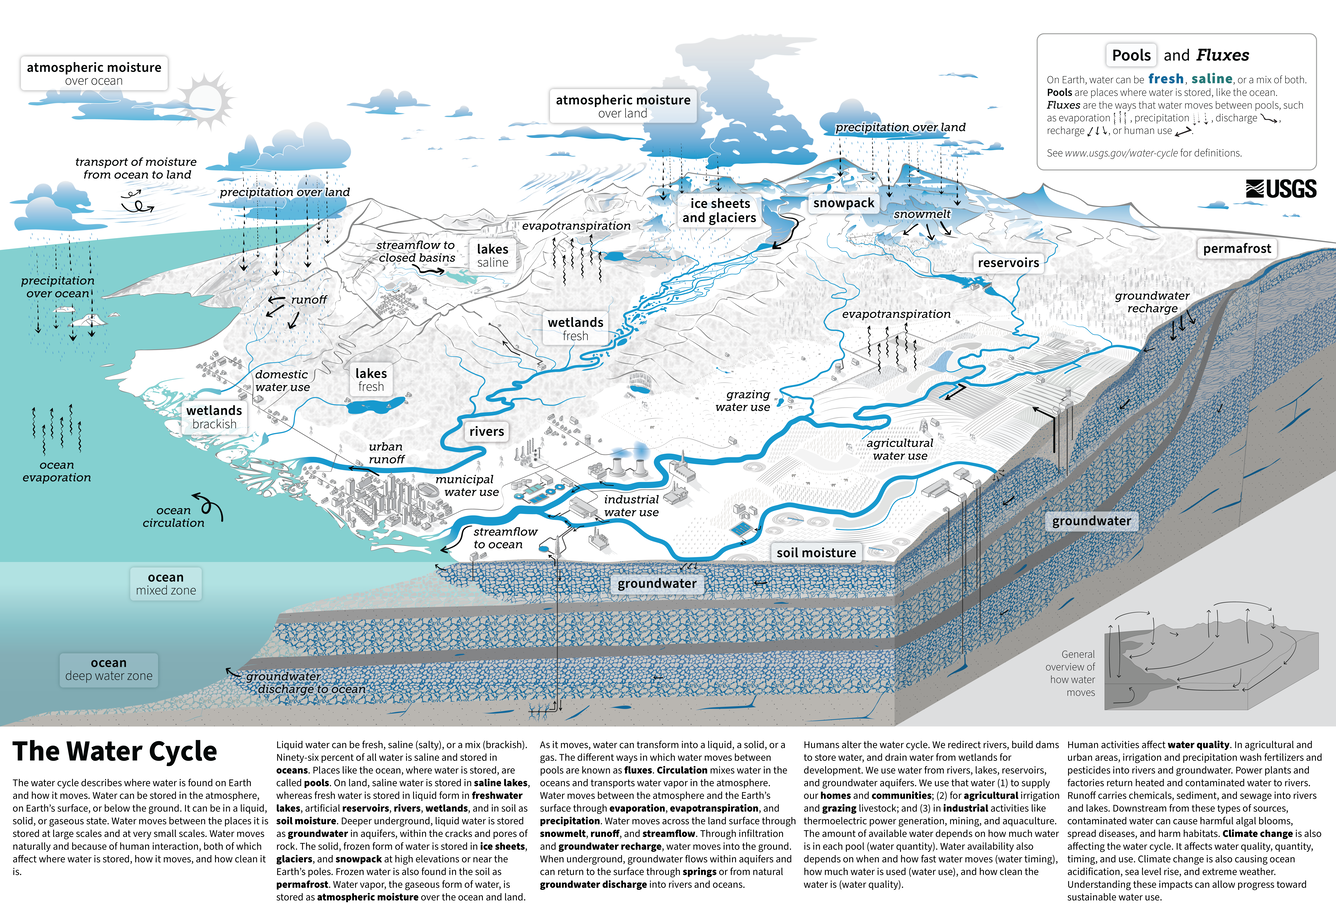 atmospheric moisture
over ocean
transport of moisture
from ocean to land
precipitation over land
precipitation
over ocean
atmospheric moisture
over land
precipitation over land
Pools and Fluxes
On Earth, water can be fresh, saline, or a mix of both.
Pools are places where water is stored, like the ocean.
Fluxes are the ways that water moves between pools, such
as evaporation, precipitation, discharge,
recharge, or human use.
See www.usgs.gov/water-cycle for definitions.
USGS
ice sheets
and glaciers
snowpack
snowmelt
evapotranspiration
streamflow to
closed basins
lakes
saline
reservoirs
permafrost
groundwater
recharge
runoff
wetlands
fresh
evapotranspiration
domestic
water use
lakes
fresh
grazing
water use
wetlands
brackish
rivers
urban
runoff
agricultural
water use
ocean
evaporation
municipal
water use
industrial
water use
ocean
circulation
streamflow
to ocean
soil moisture
groundwater
groundwater
ocean
mixed zone
ocean
deep water zone
groundwater
discharge to ocean
General
overview of
how water
moves
The Water Cycle
The water cycle describes where water is found on Earth
and how it moves. Water can be stored in the atmosphere,
on Earth's surface, or below the ground. It can be in a liquid,
solid, or gaseous state. Water moves between the places it is
stored at large scales and at very small scales. Water moves
naturally and because of human interaction, both of which
affect where water is stored, how it moves, and how clean it
is.
Liquid water can be fresh, saline (salty), or a mix (brackish).
Ninety-six percent of all water is saline and stored in
oceans. Places like the ocean, where water is stored, are
called pools. On land, saline water is stored in saline lakes,
whereas fresh water is stored in liquid form in freshwater
lakes, artificial reservoirs, rivers, wetlands, and in soil as
soil moisture. Deeper underground, liquid water is stored
as groundwater in aquifers, within the cracks and pores of
rock. The solid, frozen form of water is stored in ice sheets,
glaciers, and snowpack at high elevations or near the
Earth's poles. Frozen water is also found in the soil as
permafrost. Water vapor, the gaseous form of water, is
stored as atmospheric moisture over the ocean and land.
As it moves, water can transform into a liquid, a solid, or a
gas. The different ways in which water moves between
pools are known as fluxes. Circulation mixes water in the
oceans and transports water vapor in the atmosphere.
Water moves between the atmosphere and the Earth's
surface through evaporation, evapotranspiration, and
precipitation. Water moves across the land surface through
snowmelt, runoff, and streamflow. Through infiltration
and groundwater recharge, water moves into the ground.
When underground, groundwater flows within aquifers and
can return to the surface through springs or from natural
groundwater discharge into rivers and oceans.
Humans alter the water cycle. We redirect rivers, build dams
to store water, and drain water from wetlands for
development. We use water from rivers, lakes, reservoirs,
and groundwater aquifers. We use that water (1) to supply
our homes and communities; (2) for agricultural irrigation
and grazing livestock; and (3) in industrial activities like
thermoelectric power generation, mining, and aquaculture.
The amount of available water depends on how much water
is in each pool (water quantity). Water availability also
depends on when and how fast water moves (water timing),
how much water is used (water use), and how clean the
water is (water quality).
Human activities affect water quality. In agricultural and
urban areas, irrigation and precipitation wash fertilizers and
pesticides into rivers and groundwater. Power plants and
factories return heated and contaminated water to rivers.
Runoff carries chemicals, sediment, and sewage into rivers
and lakes. Downstream from these types of sources,
contaminated water can cause harmful algal blooms,
spread diseases, and harm habitats. Climate change is also
affecting the water cycle. It affects water quality, quantity,
timing, and use. Climate change is also causing ocean
acidification, sea level rise, and extreme weather.
Understanding these impacts can allow progress toward
sustainable water use.